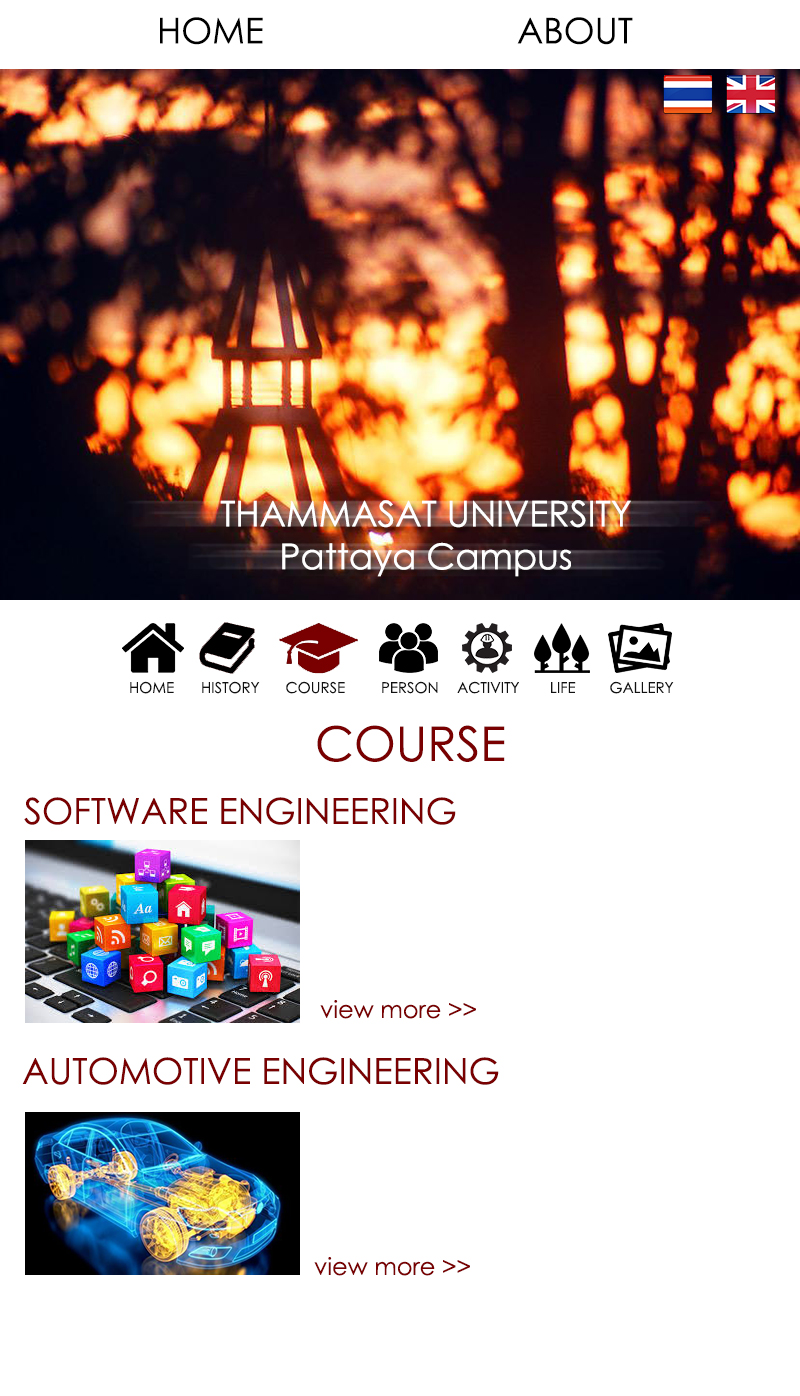 HOME ABOUT
THAMMASAT UNIVERSITY
Pattaya Campus
HOME HISTORY COURSE PERSON ACTIVITY LIFE GALLERY
COURSE
SOFTWARE ENGINEERING
Aa
view more >>
AUTOMOTIVE ENGINEERING
view more >>